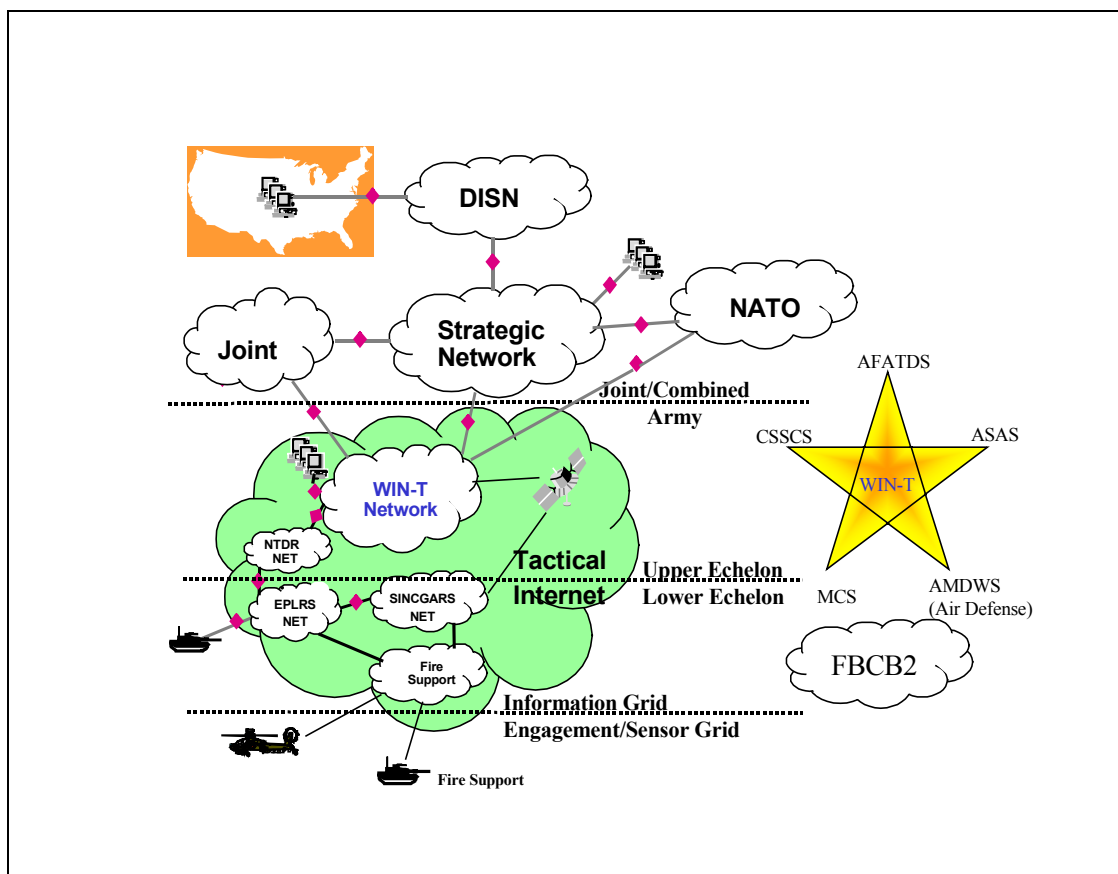 DISN
NATO
Strategic
Network
Joint
Joint/Combined
Army
AFATDS
CSSCS
ASAS
WIN-T
WIN-T
Network
NTDR
NET
Tactical
Internet
Upper Echelon
Lower Echelon
EPLRS
NET
SINCGARS
NET
MCS
AMDWS
(Air Defense)
FBCB2
Fire
Support
Information Grid
Engagement/Sensor Grid
Fire Support